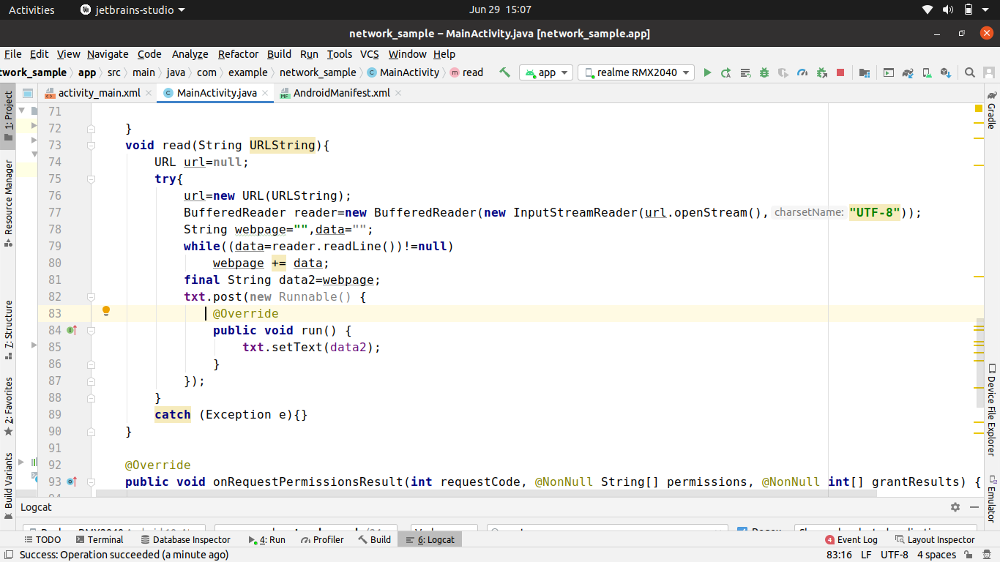 Activities jetbrains-studio Jun 29 15:07
network_sample – MainActivity.java [network_sample.app]
File Edit View Navigate Code Analyze Refactor Build Run Tools VCS Window Help
twork_sample app src main java com example network_sample MainActivity read app realme RMX2040
activity_main.xml MainActivity.java AndroidManifest.xml
1: Project
Resource Manager
7: Structure
2: Favorites
Build Variants
71
72 }
73 void read(String URLString){
74 URL url=null;
75 try{
76 url=new URL(URLString);
77 BufferedReader reader=new BufferedReader(new InputStreamReader(url.openStream(), charsetName: "UTF-8"));
78 String webpage="",data="";
79 while((data=reader.readLine())!=null)
80 webpage += data;
81 final String data2=webpage;
82 txt.post(new Runnable() {
83 @Override
84 public void run() {
85 txt.setText(data2);
86 }
87 });
88 }
89 catch (Exception e){}
90 }
91
92 @Override
93 public void onRequestPermissionsResult(int requestCode, @NonNull String[] permissions, @NonNull int[] grantResults) {
Gradle
Device File Explorer
Emulator
Logcat
TODO Terminal Database Inspector 4: Run Profiler Build 6: Logcat 4 Event Log Layout Inspector
Success: Operation succeeded (a minute ago) 83:16 LF UTF-8 4 spaces